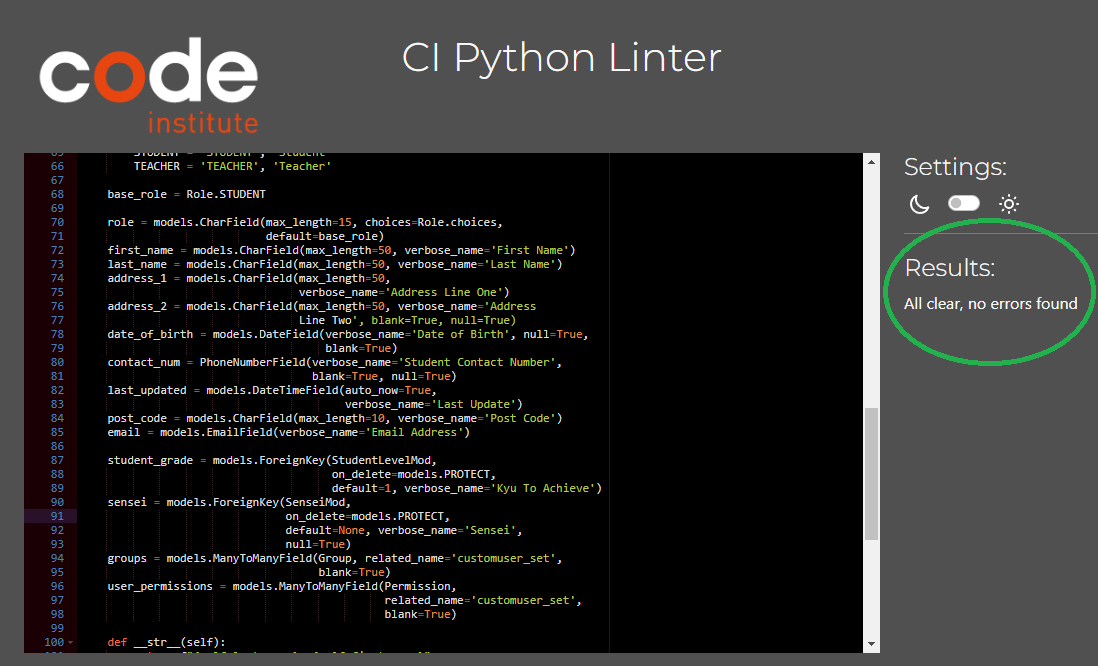 code
institute
CI Python Linter
66 TEACHER = 'TEACHER', 'Teacher'
67
68 base_role = Role.STUDENT
69
70 role = models.CharField(max_length=15, choices=Role.choices,
71 default=base_role)
72 first_name = models.CharField(max_length=50, verbose_name='First Name')
73 last_name = models.CharField(max_length=50, verbose_name='Last Name')
74 address_1 = models.CharField(max_length=50,
75 verbose_name='Address Line One')
76 address_2 = models.CharField(max_length=50, verbose_name='Address
77 Line Two', blank=True, null=True)
78 date_of_birth = models.DateField(verbose_name='Date of Birth', null=True,
79 blank=True)
80 contact_num = PhoneNumberField(verbose_name='Student Contact Number',
81 blank=True, null=True)
82 last_updated = models.DateTimeField(auto_now=True,
83 verbose_name='Last Update')
84 post_code = models.CharField(max_length=10, verbose_name='Post Code')
85 email = models.EmailField(verbose_name='Email Address')
86
87 student_grade = models.ForeignKey(StudentLevelMod,
88 on_delete=models.PROTECT,
89 default=1, verbose_name='Kyu To Achieve')
90 sensei = models.ForeignKey(SenseiMod,
91 on_delete=models.PROTECT,
92 default=None, verbose_name='Sensei',
93 null=True)
94 groups = models.ManyToManyField(Group, related_name='customuser_set',
95 blank=True)
96 user_permissions = models.ManyToManyField(Permission,
97 related_name='customuser_set',
98 blank=True)
99
100 def __str__(self):
Settings:
Results:
All clear, no errors found